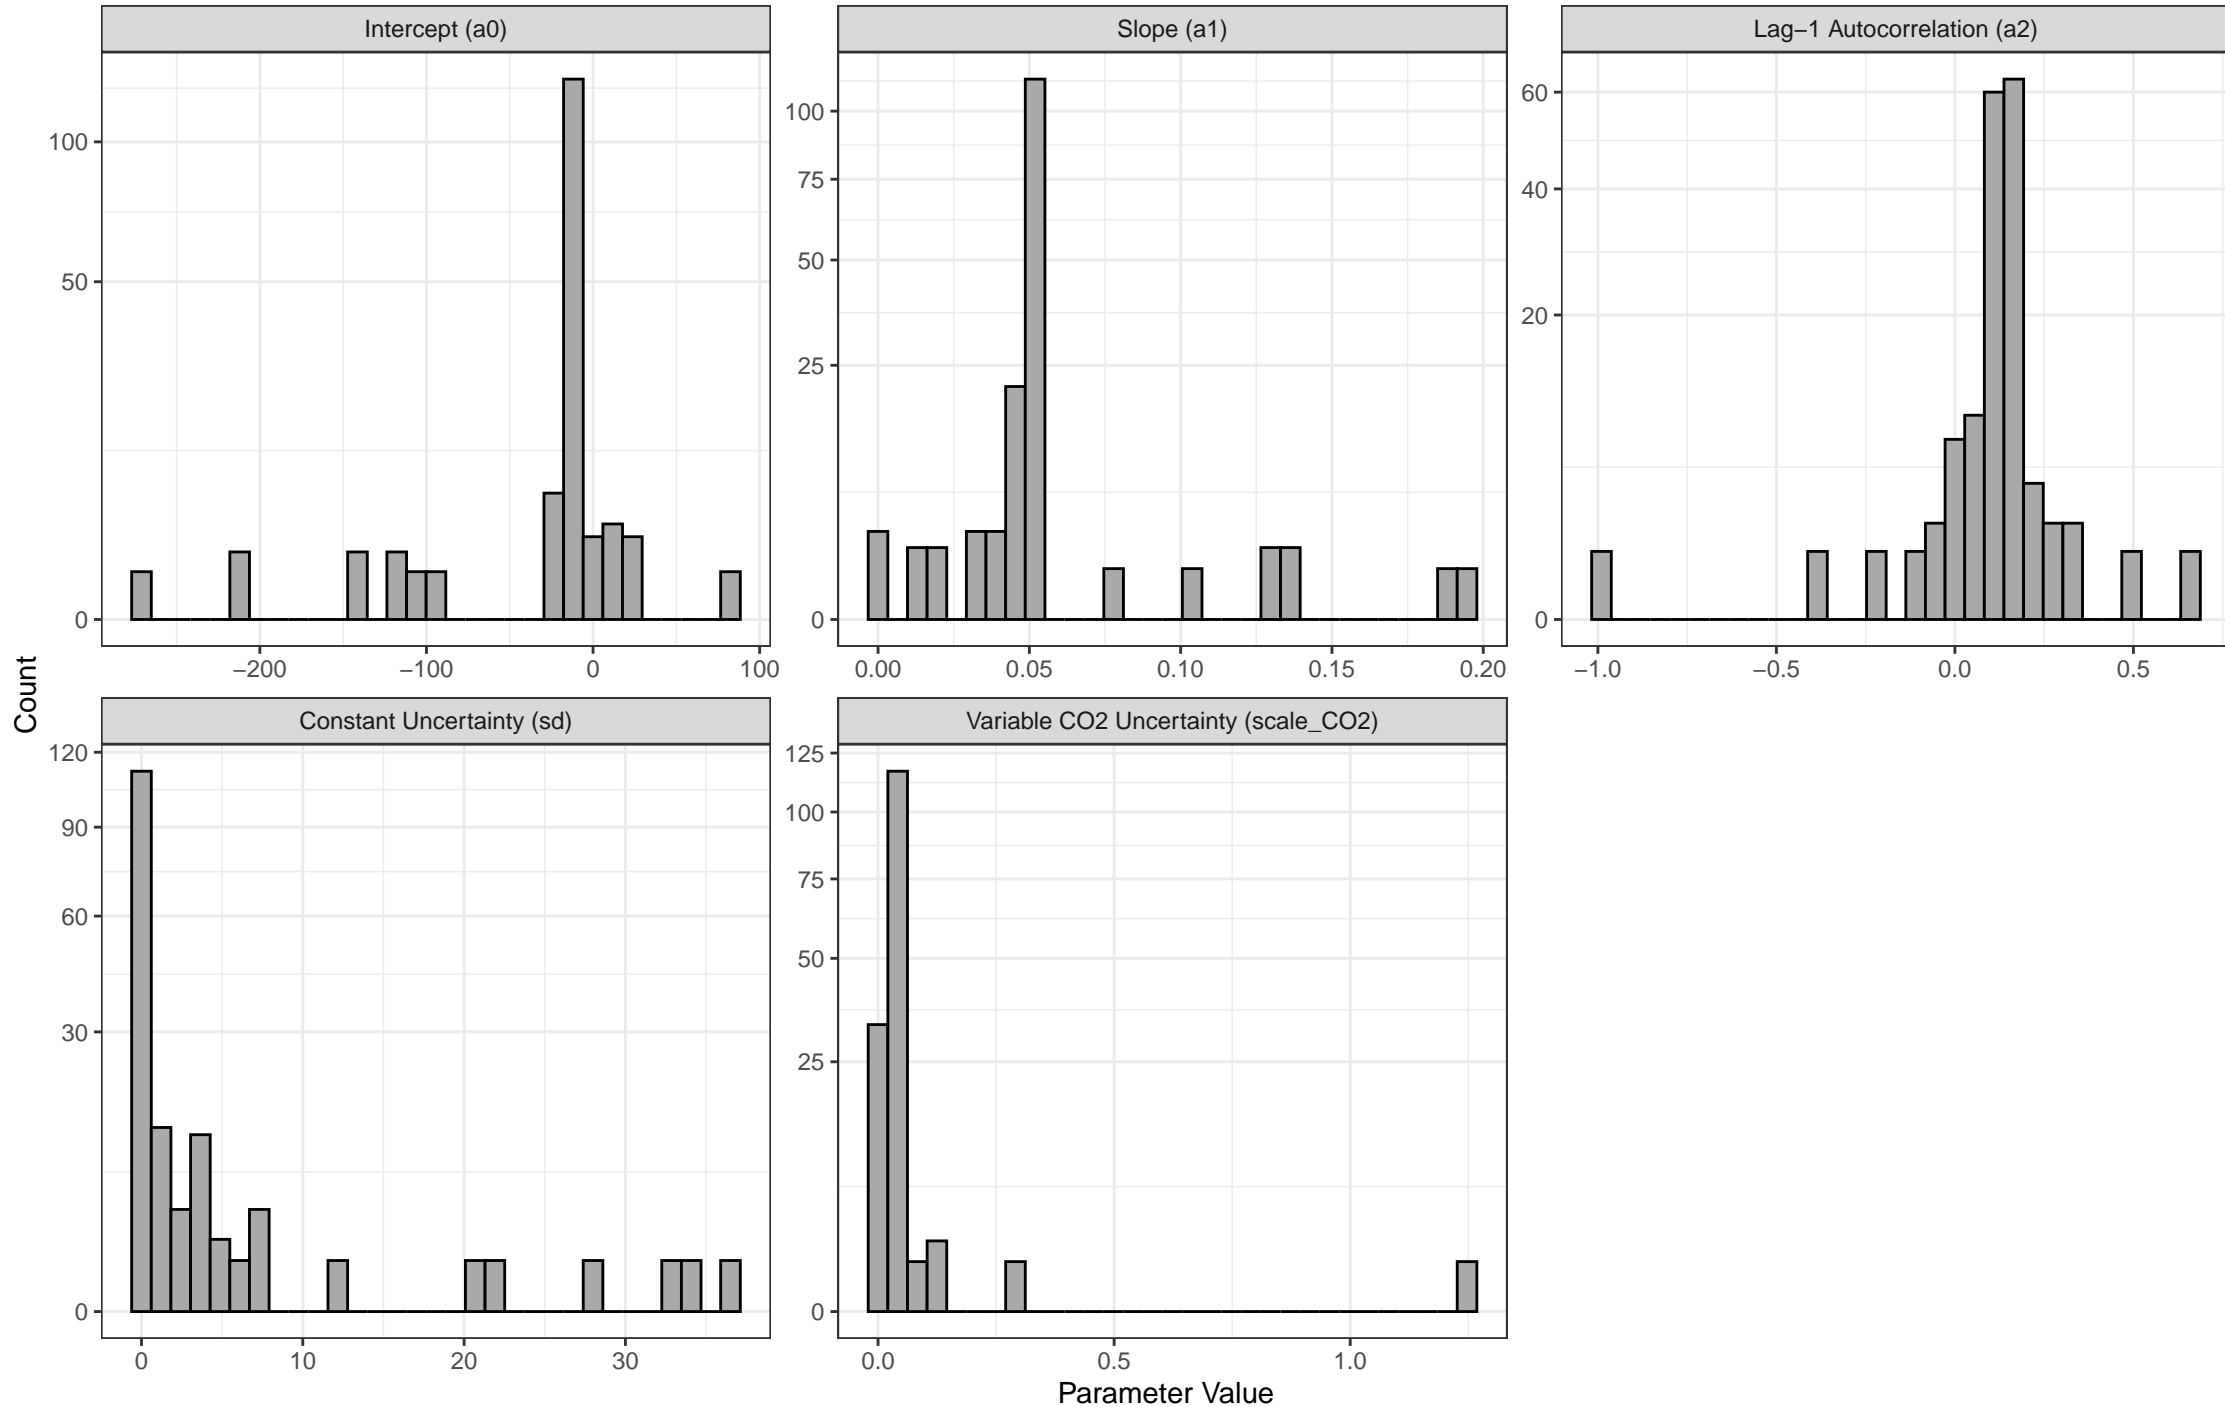 Intercept (a0)
Slope (a1)
Lag−1 Autocorrelation (a2)
100
50
0
−200 −100 0 100
100
75
50
25
0
0.00 0.05 0.10 0.15 0.20
60
40
20
0
−1.0 −0.5 0.0 0.5
Count
Constant Uncertainty (sd)
Variable CO2 Uncertainty (scale_CO2)
120
90
60
30
0
0 10 20 30
125
100
75
50
25
0
0.0 0.5 1.0
Parameter Value